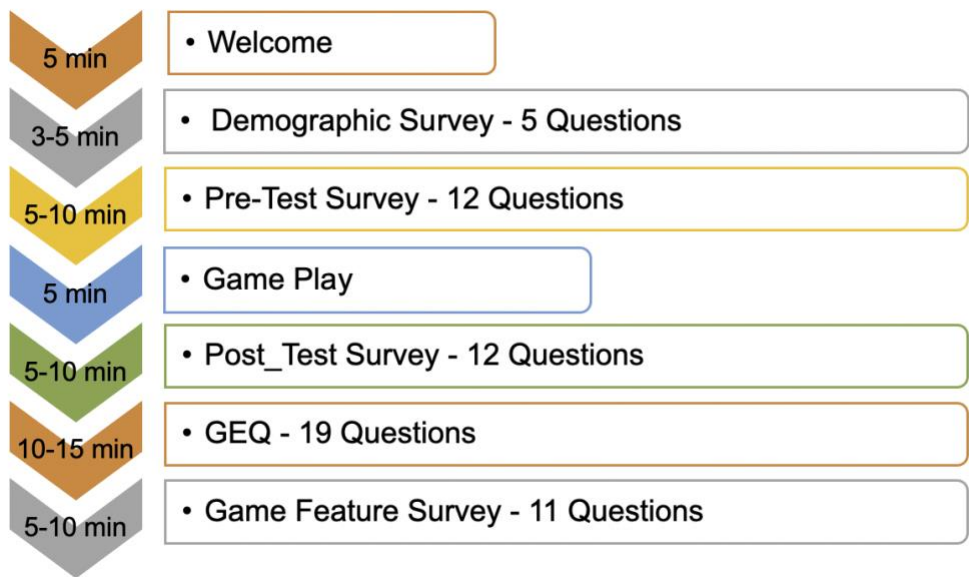 5 min
• Welcome
3-5 min
• Demographic Survey - 5 Questions
5-10 min
• Pre-Test Survey - 12 Questions
5 min
• Game Play
5-10 min
• Post_Test Survey - 12 Questions
10-15 min
• GEQ - 19 Questions
5-10 min
• Game Feature Survey - 11 Questions